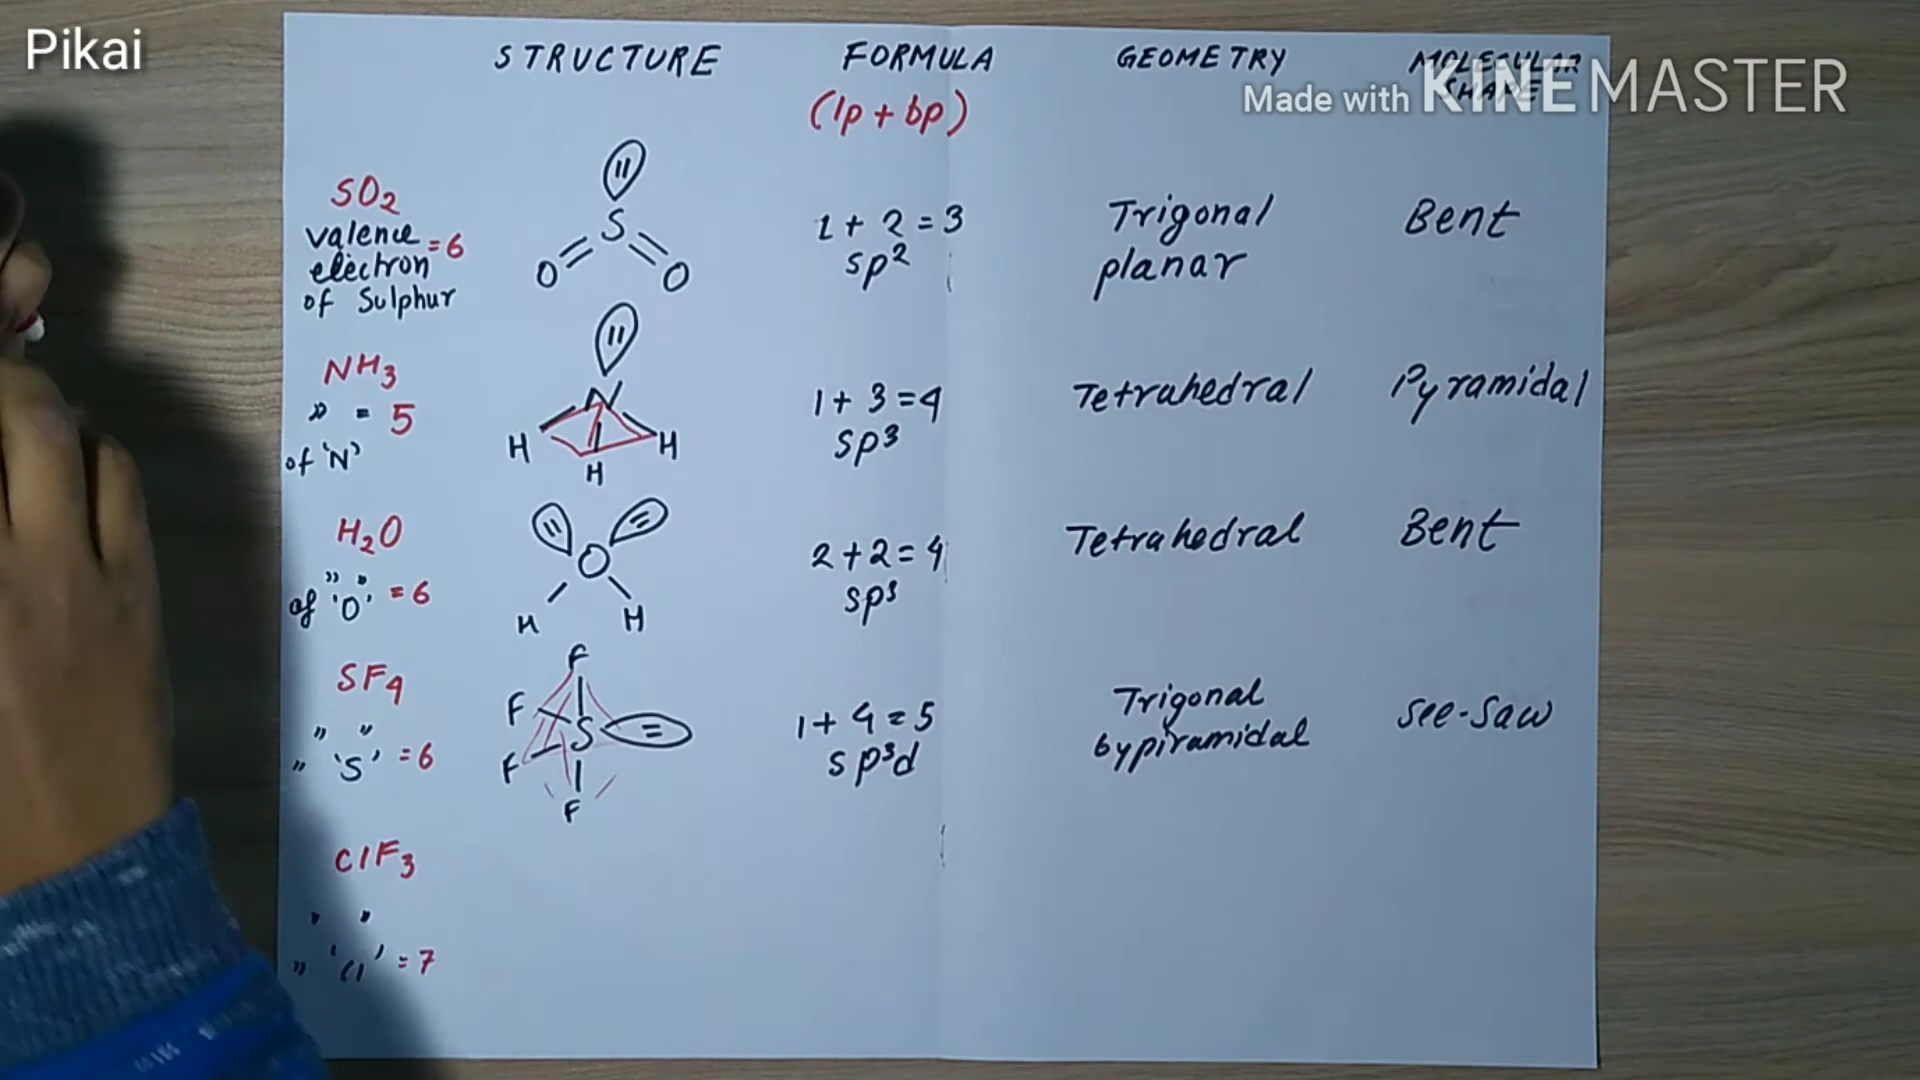 Pikai
STRUCTURE FORMULA GEOMETRY MOLECULAR SHAPE
Made with KINEMASTER
(lp + bp)
SO2
valence
electron = 6
of Sulphur
S
O O
1 + 2 = 3
sp2
Trigonal
planar
Bent
NH3
" = 5
of 'N'
N
H H
H
1 + 3 = 4
sp3
Tetrahedral
Pyramidal
H2O
" "
of 'O' = 6
O
H H
2 + 2 = 4
sp3
Tetrahedral
Bent
SF4
" "
" 'S' = 6
F
F S
F
F
1 + 4 = 5
sp3d
Trigonal
bypiramidal
See-Saw
ClF3
" "
" 'Cl' = 7